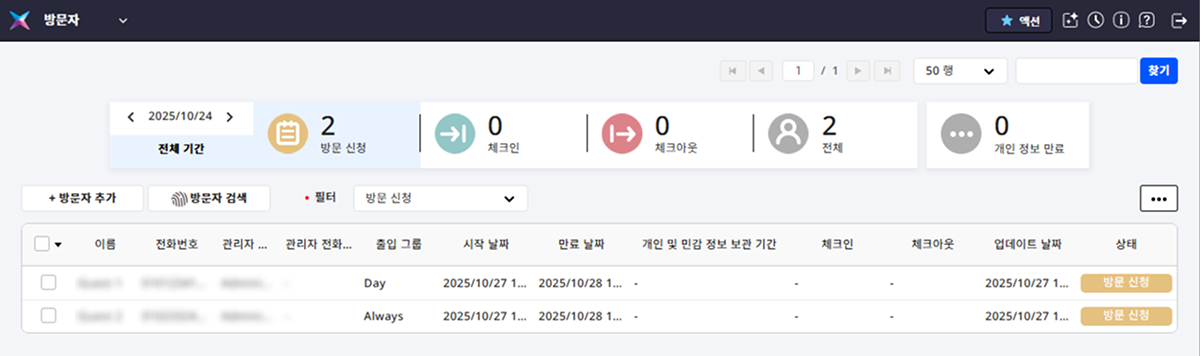 방문자 액션
1 / 1 50 행 찾기
2025/10/24
전체 기간
2 방문 신청
0 체크인
0 체크아웃
2 전체
0 개인 정보 만료
+ 방문자 추가 방문자 검색 • 필터 방문 신청
이름 전화번호 관리자 ... 관리자 전화... 출입 그룹 시작 날짜 만료 날짜 개인 및 민감 정보 보관 기간 체크인 체크아웃 업데이트 날짜 상태
- Day 2025/10/27 1... 2025/10/28 1... - - - 2025/10/27 1... 방문 신청
- Always 2025/10/27 1... 2025/10/28 1... - - - 2025/10/27 1... 방문 신청